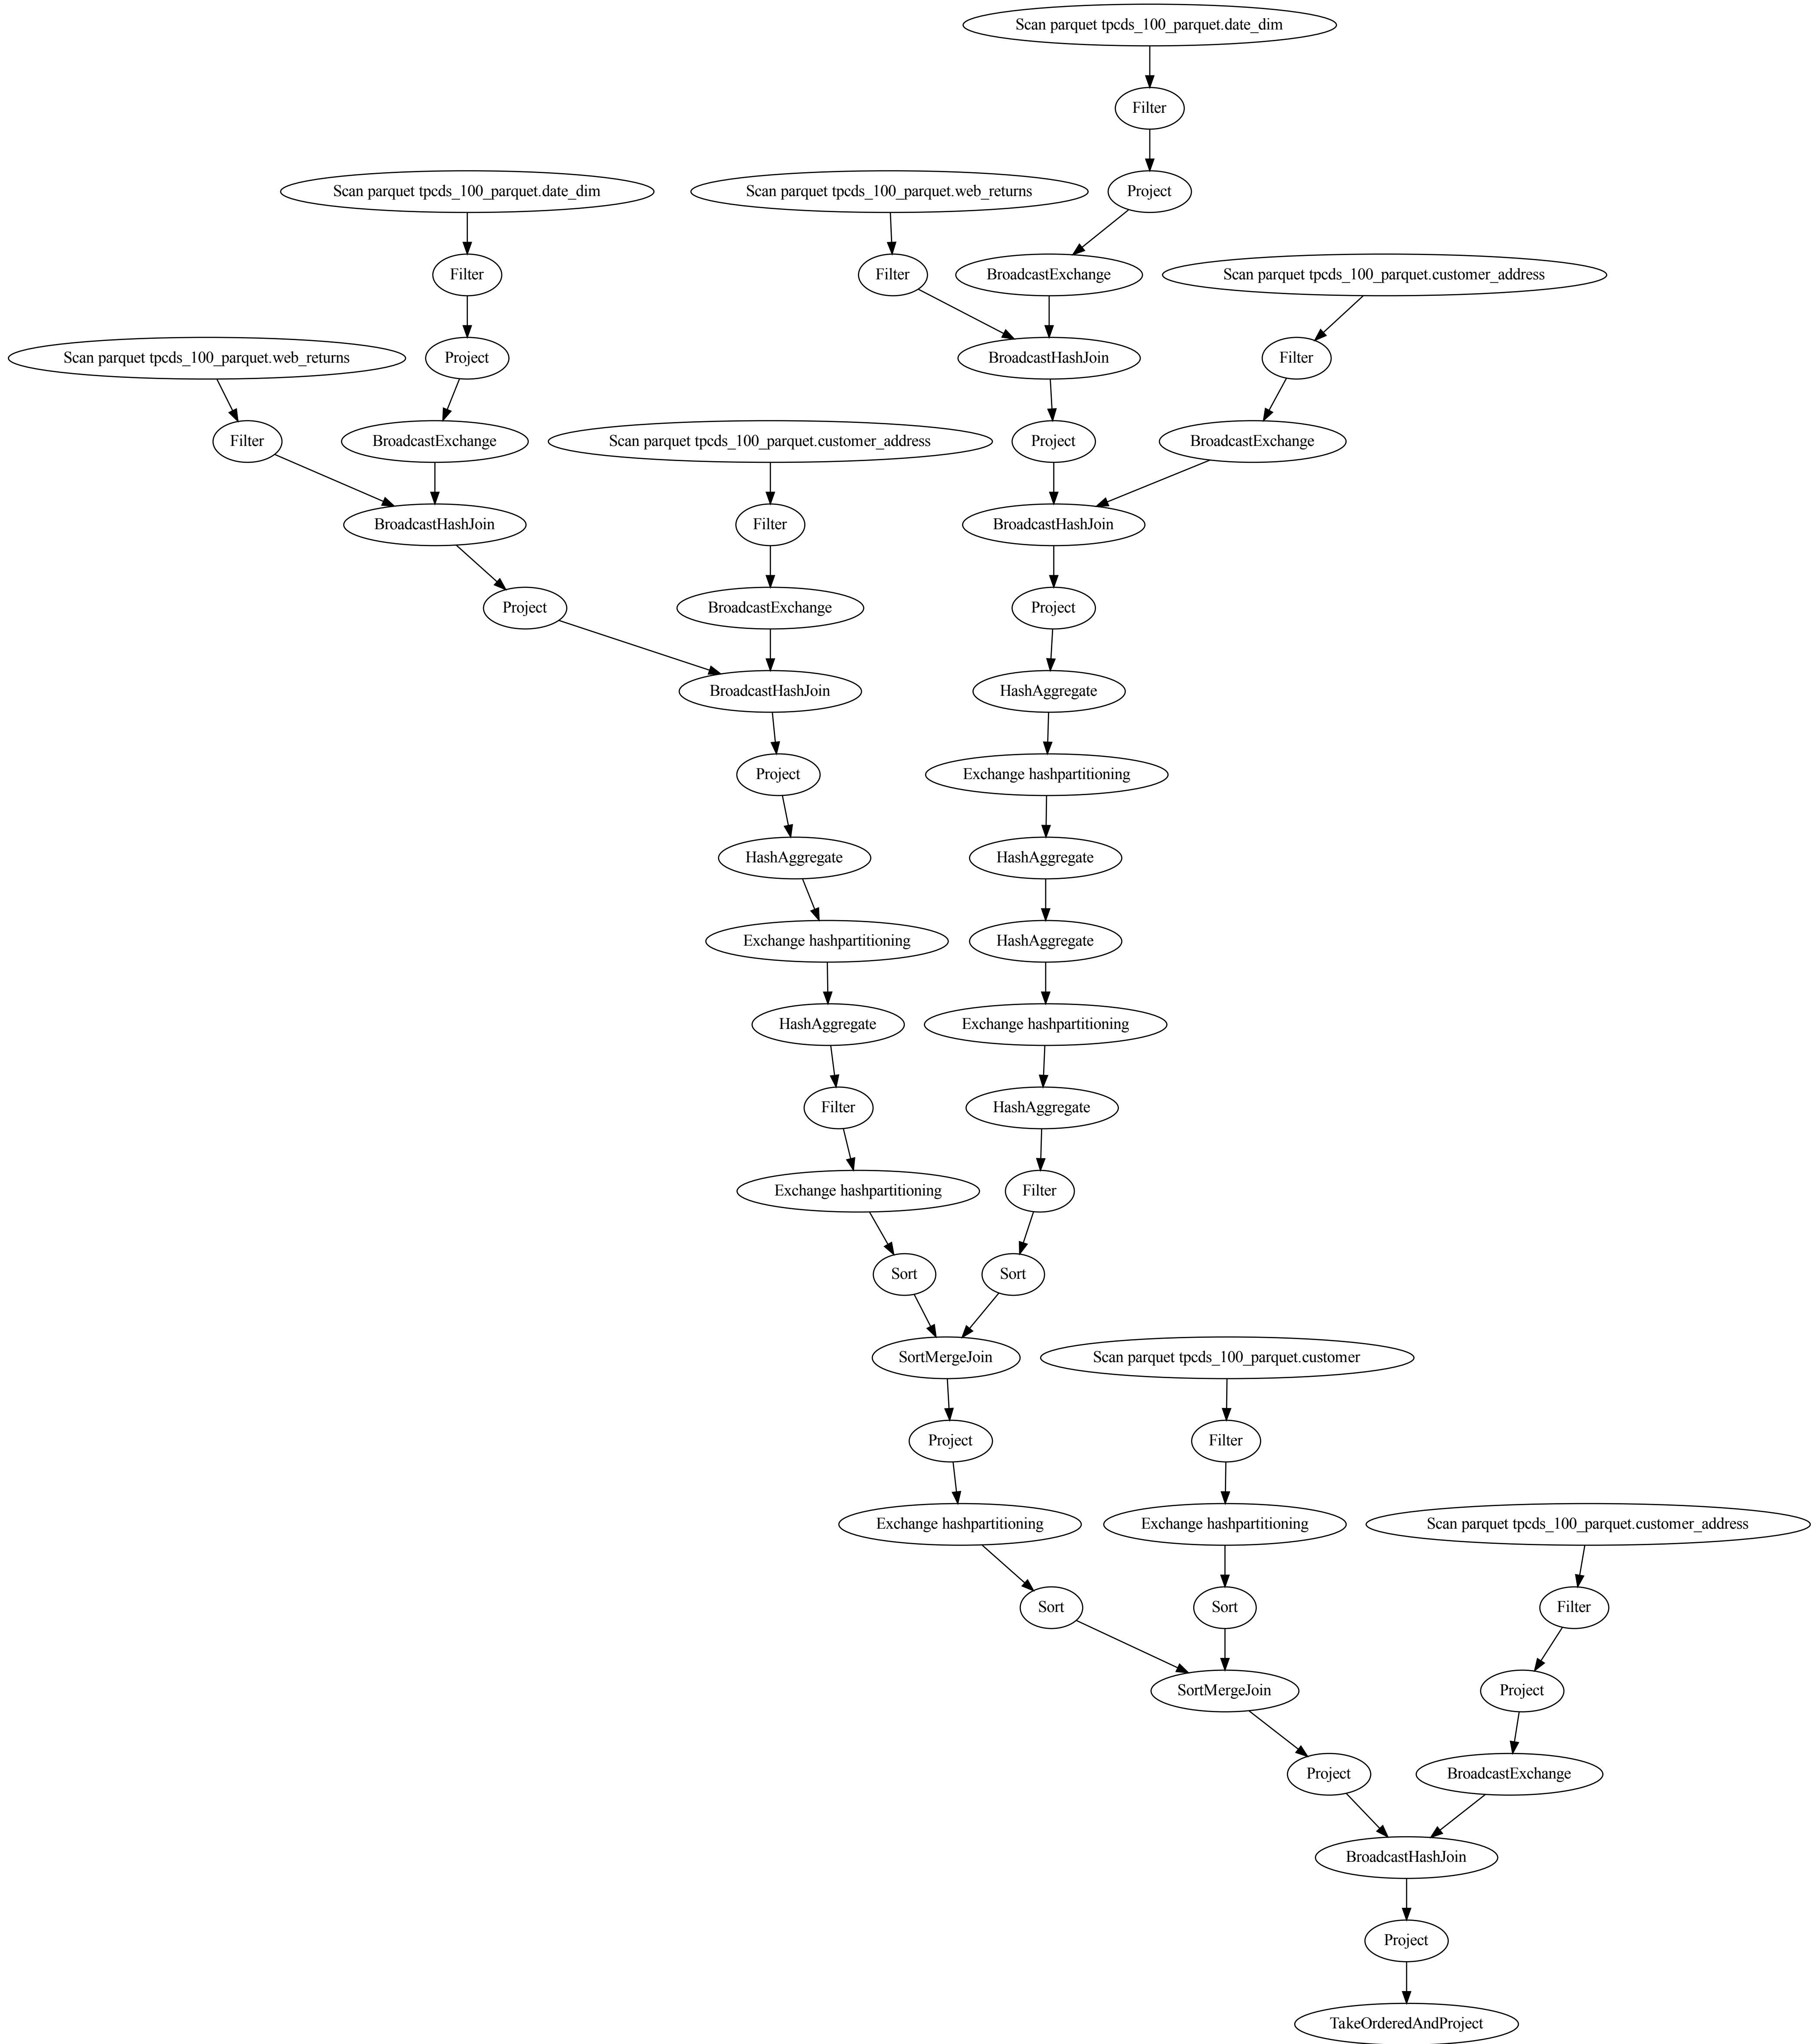 Scan parquet tpcds_100_parquet.date_dim
Filter
Scan parquet tpcds_100_parquet.date_dim
Scan parquet tpcds_100_parquet.web_returns
Project
Filter
Filter
BroadcastExchange
Scan parquet tpcds_100_parquet.customer_address
Scan parquet tpcds_100_parquet.web_returns
Project
BroadcastHashJoin
Filter
Filter
BroadcastExchange
Scan parquet tpcds_100_parquet.customer_address
Project
BroadcastExchange
BroadcastHashJoin
Filter
BroadcastHashJoin
Project
BroadcastExchange
Project
BroadcastHashJoin
HashAggregate
Project
Exchange hashpartitioning
HashAggregate
HashAggregate
Exchange hashpartitioning
HashAggregate
HashAggregate
Exchange hashpartitioning
Filter
HashAggregate
Exchange hashpartitioning
Filter
Sort
Sort
SortMergeJoin
Scan parquet tpcds_100_parquet.customer
Project
Filter
Exchange hashpartitioning
Exchange hashpartitioning
Scan parquet tpcds_100_parquet.customer_address
Sort
Sort
Filter
SortMergeJoin
Project
Project
BroadcastExchange
BroadcastHashJoin
Project
TakeOrderedAndProject